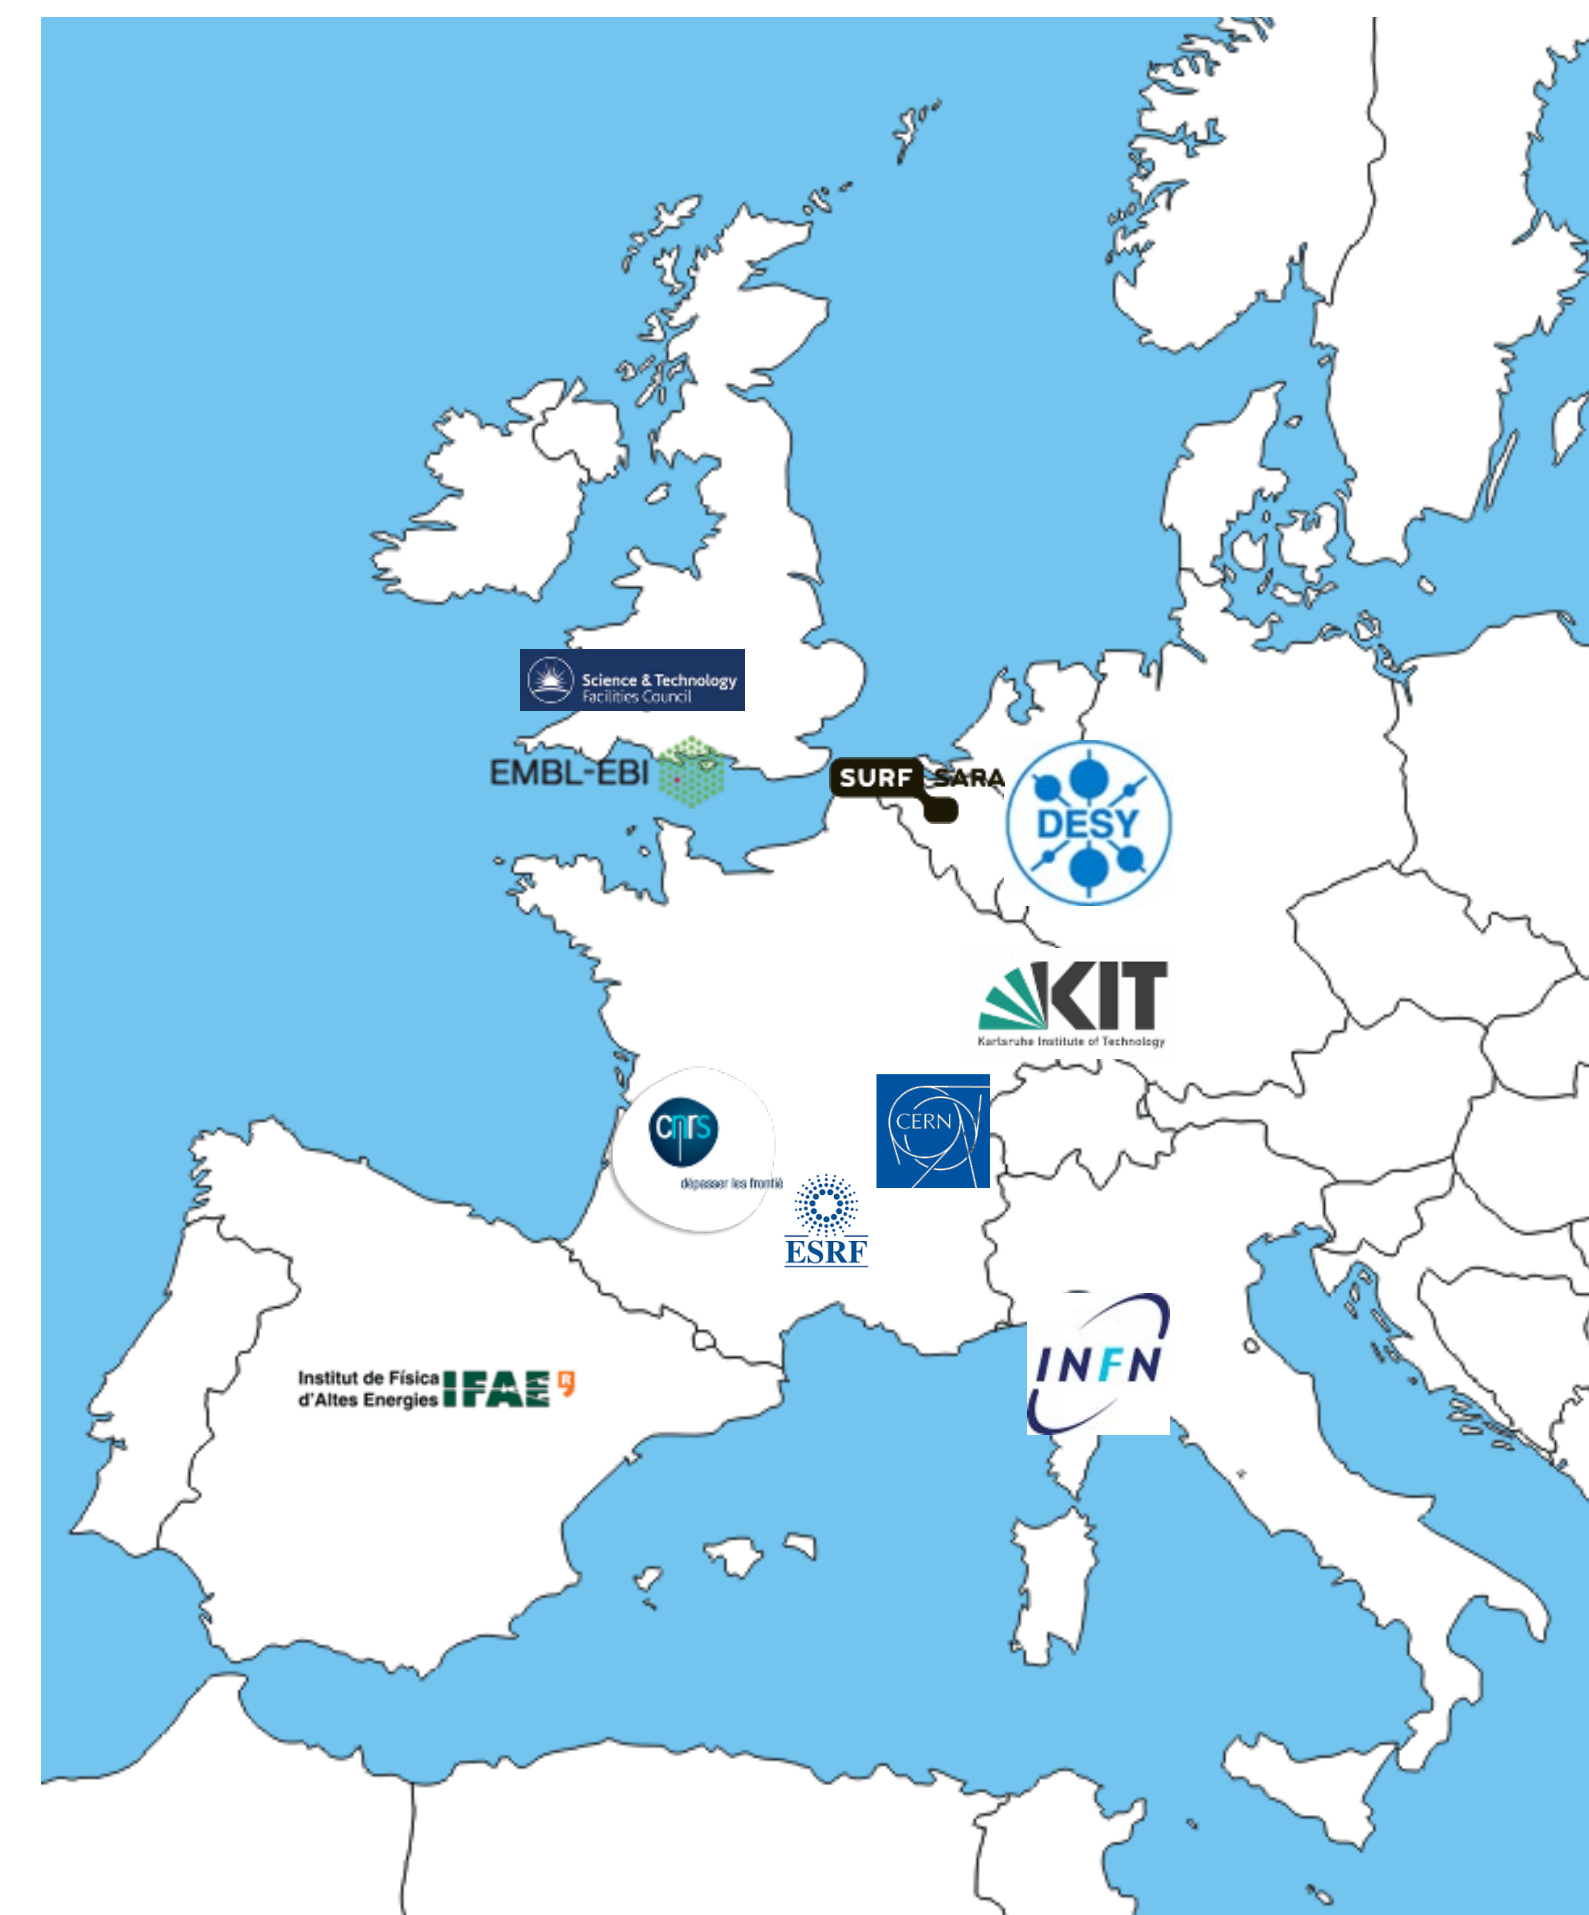 Science & Technology
Facilities Council
EMBL-EBI
SURF SARA
DESY
KIT
Karlsruhe Institute of Technology
CERN
cnrs
dépasser les frontiè
ESRF
INFN
Institut de Física
d'Altes Energies IFAE R